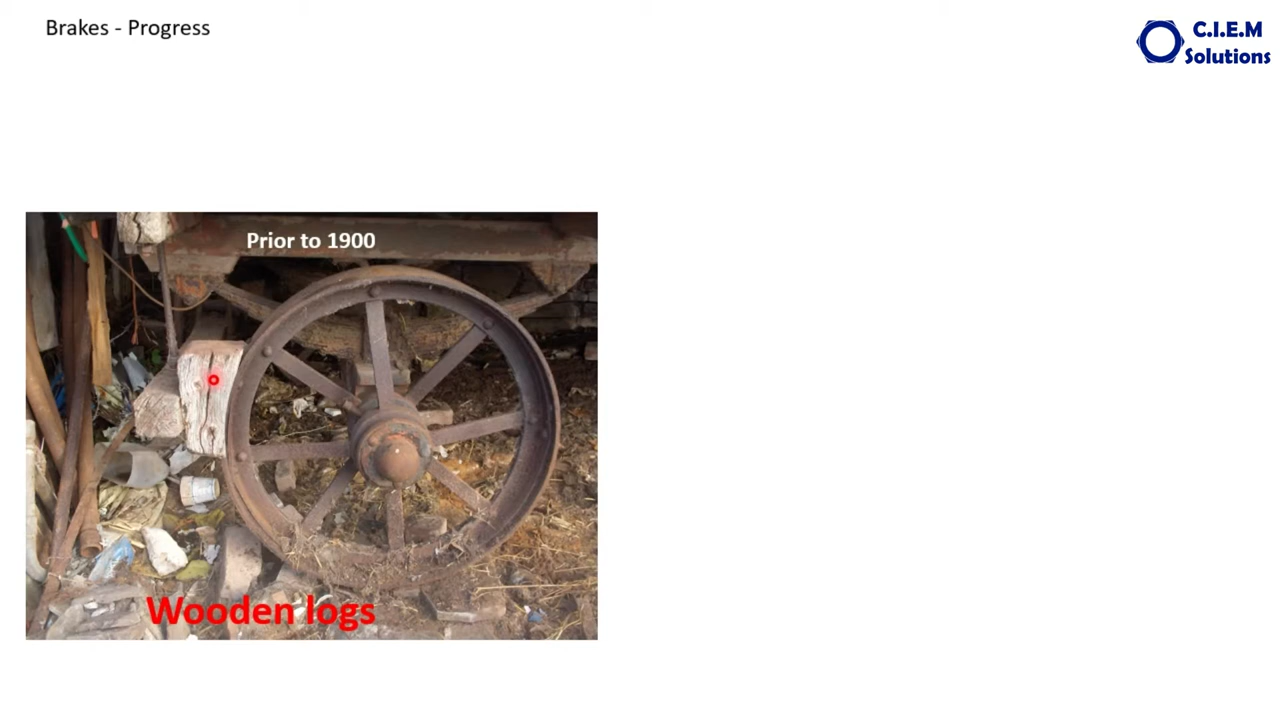 Brakes - Progress
C.I.E.M
Solutions
Prior to 1900
Wooden logs